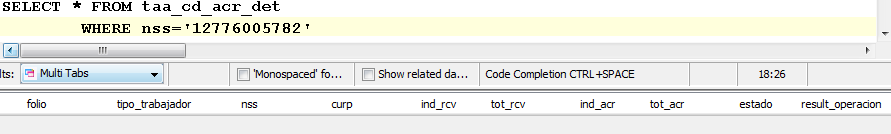 SELECT * FROM taa_cd_acr_det
WHERE nss='12776005782'
lts: Multi Tabs 'Monospaced' fo... Show related da... Code Completion CTRL+SPACE 18:26
folio tipo_trabajador nss curp ind_rcv tot_rcv ind_acr tot_acr estado result_operacion